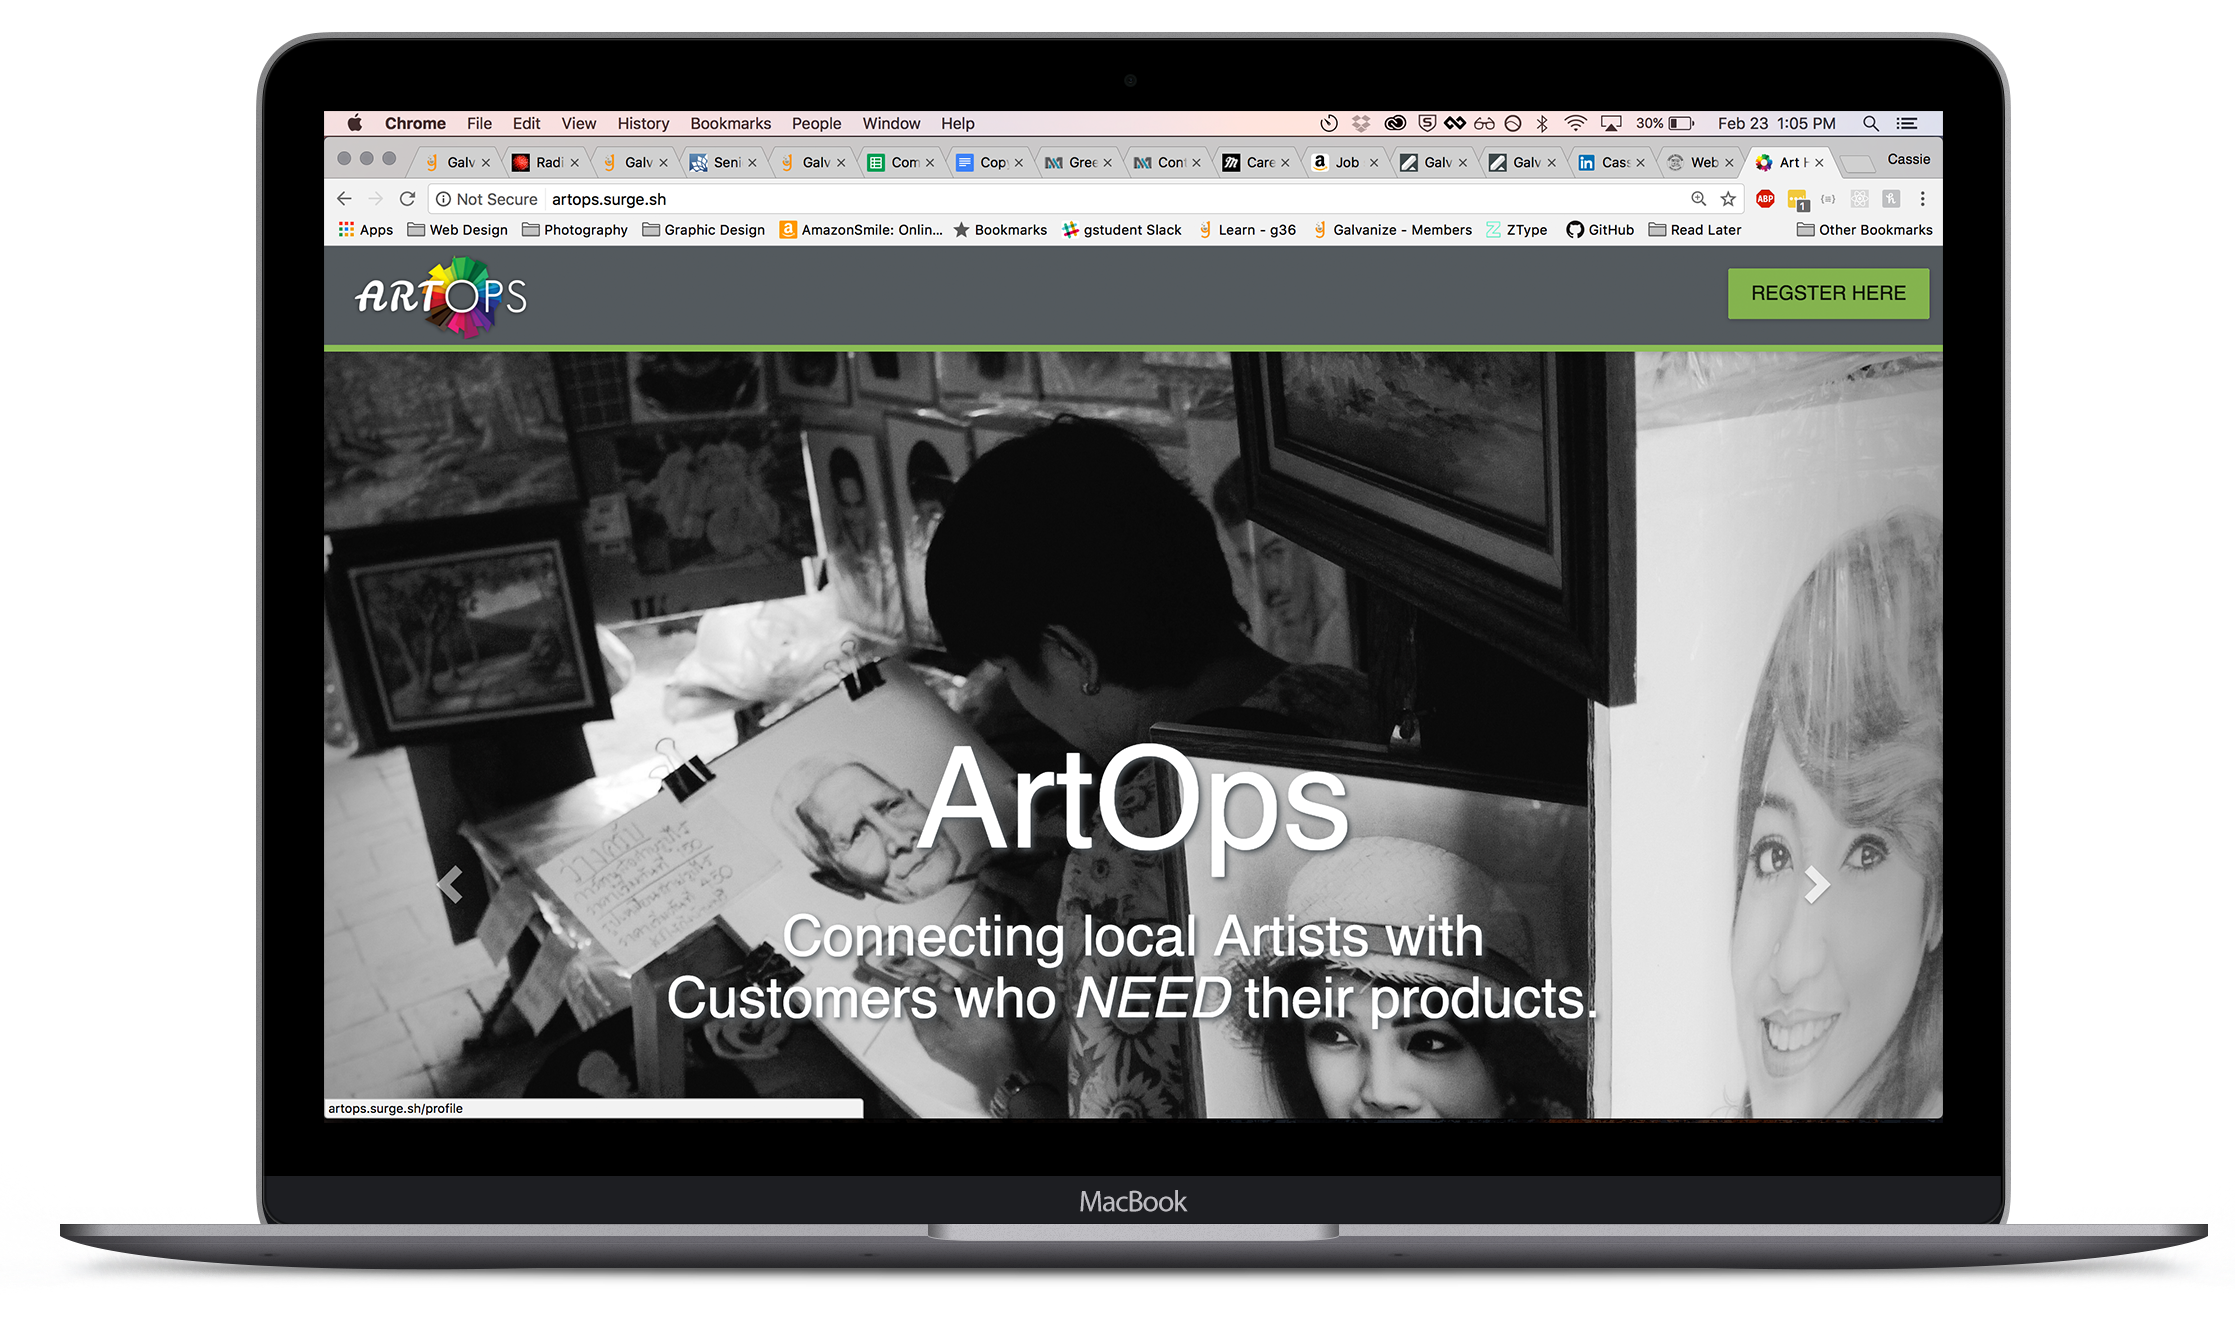 Chrome File Edit View History Bookmarks People Window Help 30% Feb 23 1:05 PM
Galv Radi Galv Seni Galv Com Cop Gree Con Care Job Galv Galv Cas Web Art Cassie
Not Secure artops.surge.sh ABP 1
Apps Web Design Photography Graphic Design AmazonSmile: Onlin... Bookmarks gstudent Slack Learn - g36 Galvanize - Members ZType GitHub Read Later Other Bookmarks
ARTOPS REGSTER HERE
ArtOps
Connecting local Artists with
Customers who NEED their products.
artops.surge.sh/profile
MacBook